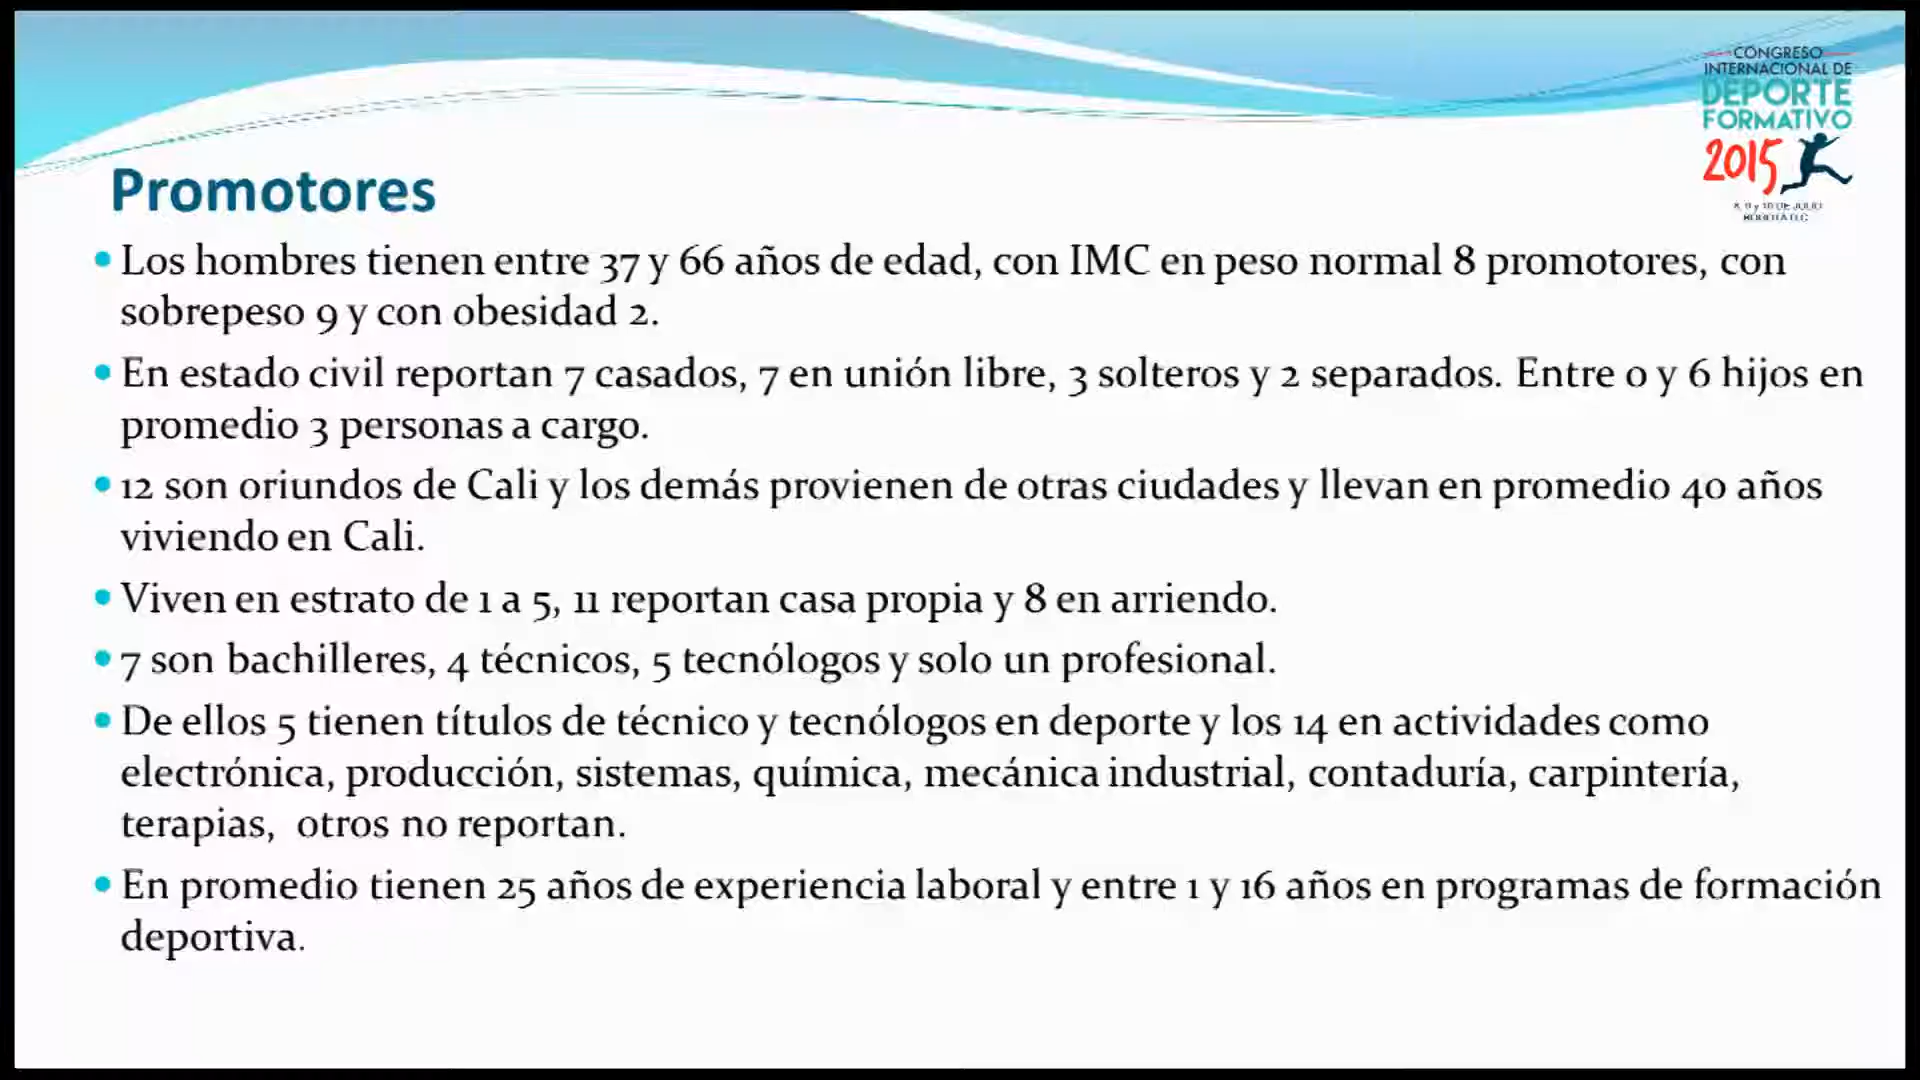 CONGRESO
INTERNACIONAL DE
DEPORTE
FORMATIVO
2015
8, 9 y 10 DE JULIO
BOGOTÁ D.C
Promotores
• Los hombres tienen entre 37 y 66 años de edad, con IMC en peso normal 8 promotores, con
sobrepeso 9 y con obesidad 2.
• En estado civil reportan 7 casados, 7 en unión libre, 3 solteros y 2 separados. Entre 0 y 6 hijos en
promedio 3 personas a cargo.
• 12 son oriundos de Cali y los demás provienen de otras ciudades y llevan en promedio 40 años
viviendo en Cali.
• Viven en estrato de 1 a 5, 11 reportan casa propia y 8 en arriendo.
• 7 son bachilleres, 4 técnicos, 5 tecnólogos y solo un profesional.
• De ellos 5 tienen títulos de técnico y tecnólogos en deporte y los 14 en actividades como
electrónica, producción, sistemas, química, mecánica industrial, contaduría, carpintería,
terapias, otros no reportan.
• En promedio tienen 25 años de experiencia laboral y entre 1 y 16 años en programas de formación
deportiva.